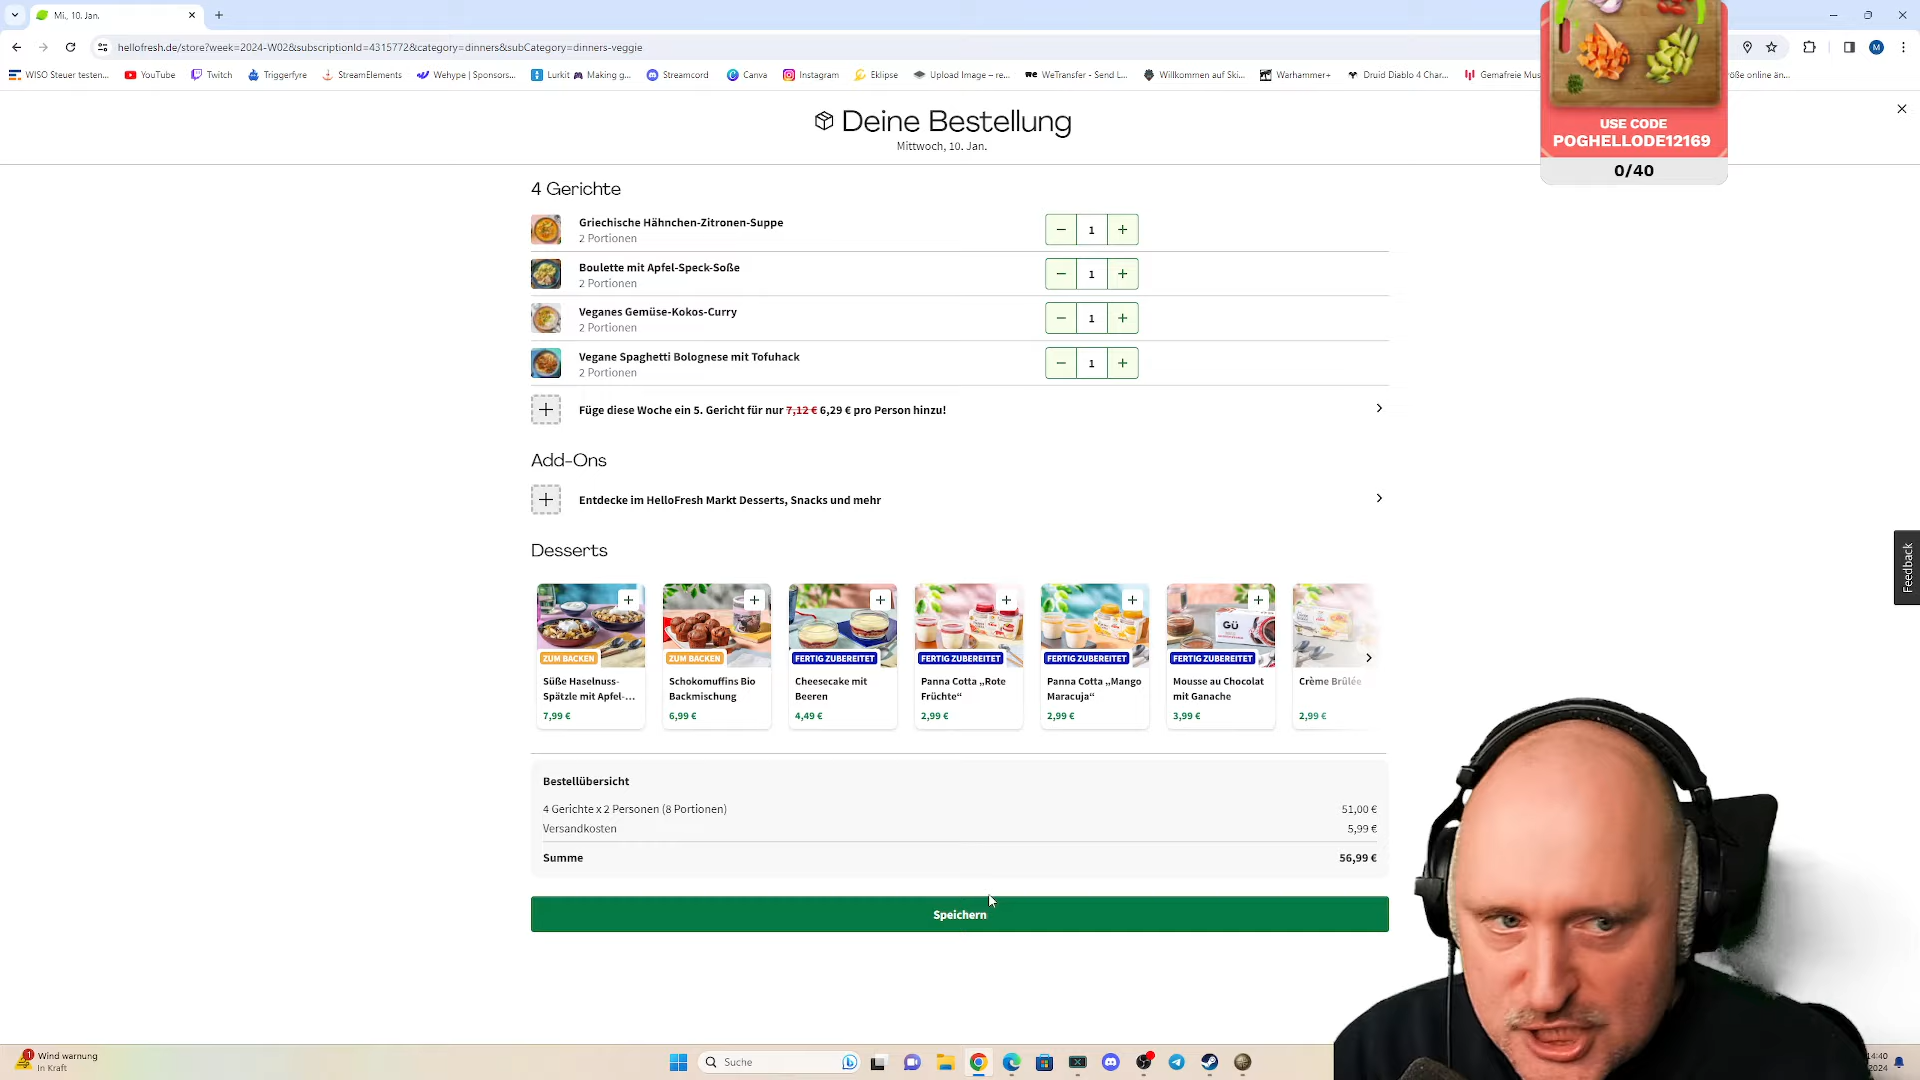 Mi., 10. Jan.
hellofresh.de/store?week=2024-W02&subscriptionId=4315772&category=dinners&subCategory=dinners-veggie
WISO Steuer testen...
YouTube
Twitch
Triggerfyre
StreamElements
Wehype | Sponsors...
Lurkit 🎮 Making g...
Streamcord
Canva
Instagram
Eklipse
Upload Image – re...
WeTransfer - Send L...
Willkommen auf Ski...
Warhammer+
Druid Diablo 4 Char...
Gemafreie Mus
öße online än...
USE CODE
POGHELLODE12169
0/40
Deine Bestellung
Mittwoch, 10. Jan.
4 Gerichte
Griechische Hähnchen-Zitronen-Suppe
2 Portionen
1
Boulette mit Apfel-Speck-Soße
2 Portionen
1
Veganes Gemüse-Kokos-Curry
2 Portionen
1
Vegane Spaghetti Bolognese mit Tofuhack
2 Portionen
1
Füge diese Woche ein 5. Gericht für nur 7,12 € 6,29 € pro Person hinzu!
Add-Ons
Entdecke im HelloFresh Markt Desserts, Snacks und mehr
Feedback
Desserts
ZUM BACKEN
Süße Haselnuss-
Spätzle mit Apfel-...
7,99 €
ZUM BACKEN
Schokomuffins Bio
Backmischung
6,99 €
FERTIG ZUBEREITET
Cheesecake mit
Beeren
4,49 €
FERTIG ZUBEREITET
Panna Cotta „Rote
Früchte“
2,99 €
FERTIG ZUBEREITET
Panna Cotta „Mango
Maracuja“
2,99 €
GÜ
FERTIG ZUBEREITET
Mousse au Chocolat
mit Ganache
3,99 €
Crème Brûlée
2,99 €
Bestellübersicht
4 Gerichte x 2 Personen (8 Portionen) 51,00 €
Versandkosten 5,99 €
Summe 56,99 €
Speichern
Wind warnung
In Kraft
Suche
14:40
2024